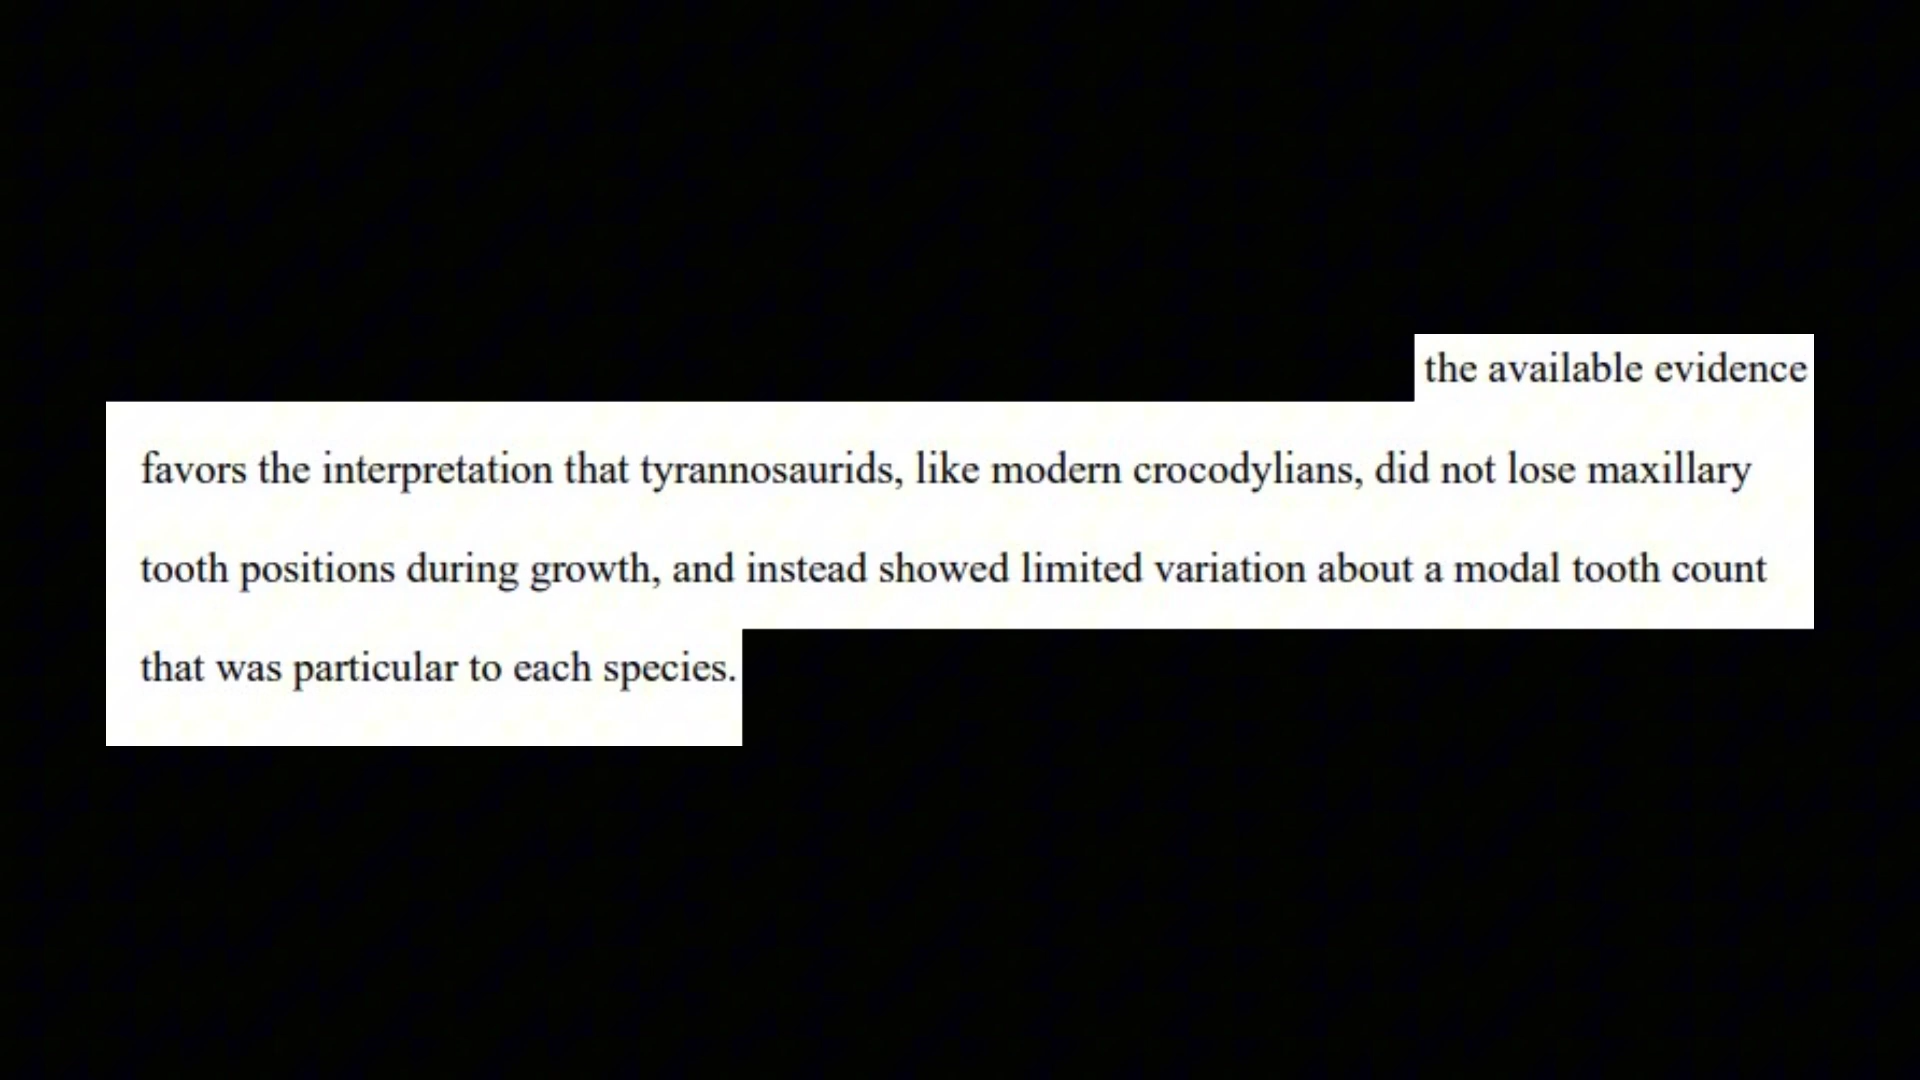 the available evidence
favors the interpretation that tyrannosaurids, like modern crocodylians, did not lose maxillary
tooth positions during growth, and instead showed limited variation about a modal tooth count
that was particular to each species.